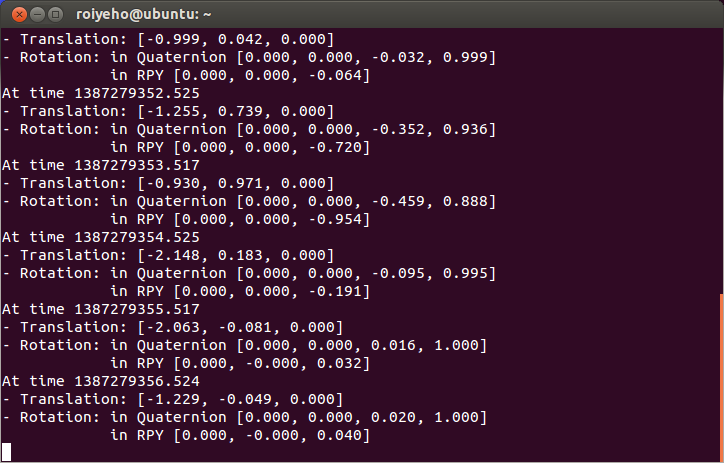 roiyeho@ubuntu: ~
- Translation: [-0.999, 0.042, 0.000]
- Rotation: in Quaternion [0.000, 0.000, -0.032, 0.999]
            in RPY [0.000, 0.000, -0.064]
At time 1387279352.525
- Translation: [-1.255, 0.739, 0.000]
- Rotation: in Quaternion [0.000, 0.000, -0.352, 0.936]
            in RPY [0.000, 0.000, -0.720]
At time 1387279353.517
- Translation: [-0.930, 0.971, 0.000]
- Rotation: in Quaternion [0.000, 0.000, -0.459, 0.888]
            in RPY [0.000, 0.000, -0.954]
At time 1387279354.525
- Translation: [-2.148, 0.183, 0.000]
- Rotation: in Quaternion [0.000, 0.000, -0.095, 0.995]
            in RPY [0.000, 0.000, -0.191]
At time 1387279355.517
- Translation: [-2.063, -0.081, 0.000]
- Rotation: in Quaternion [0.000, 0.000, 0.016, 1.000]
            in RPY [0.000, -0.000, 0.032]
At time 1387279356.524
- Translation: [-1.229, -0.049, 0.000]
- Rotation: in Quaternion [0.000, 0.000, 0.020, 1.000]
            in RPY [0.000, -0.000, 0.040]